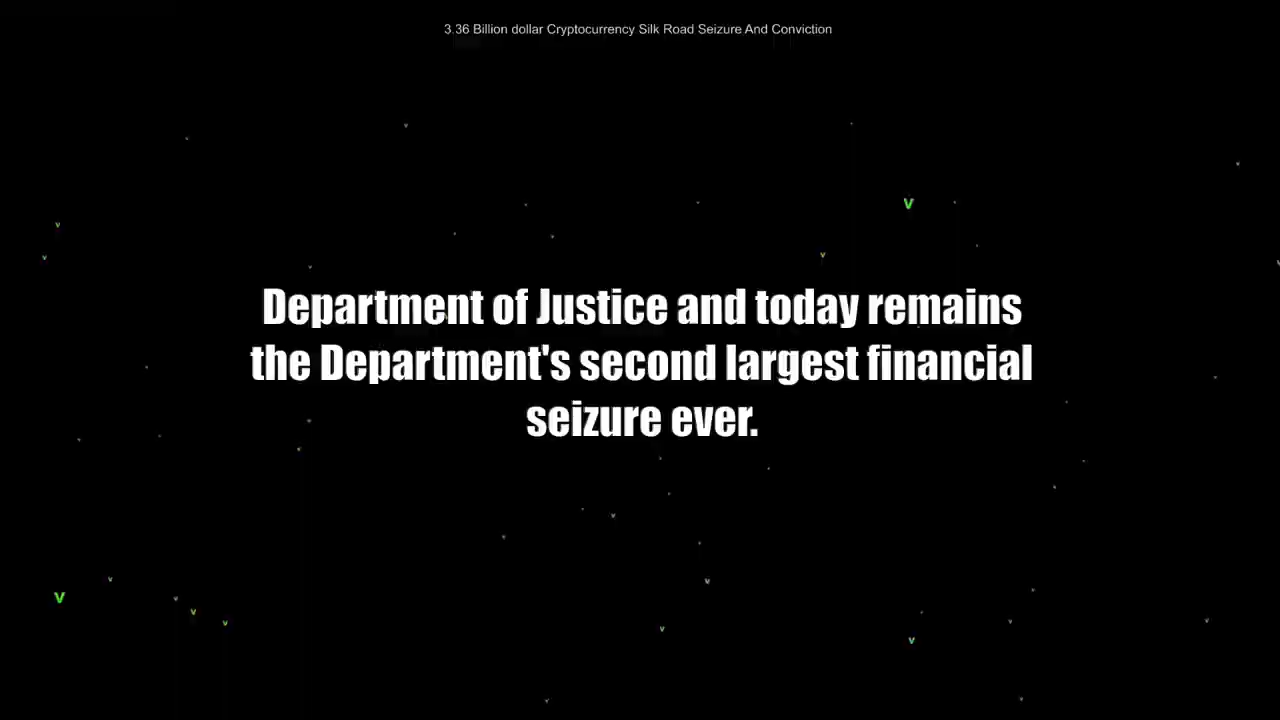 3.36 Billion dollar Cryptocurrency Silk Road Seizure And Conviction
Department of Justice and today remains
the Department's second largest financial
seizure ever.